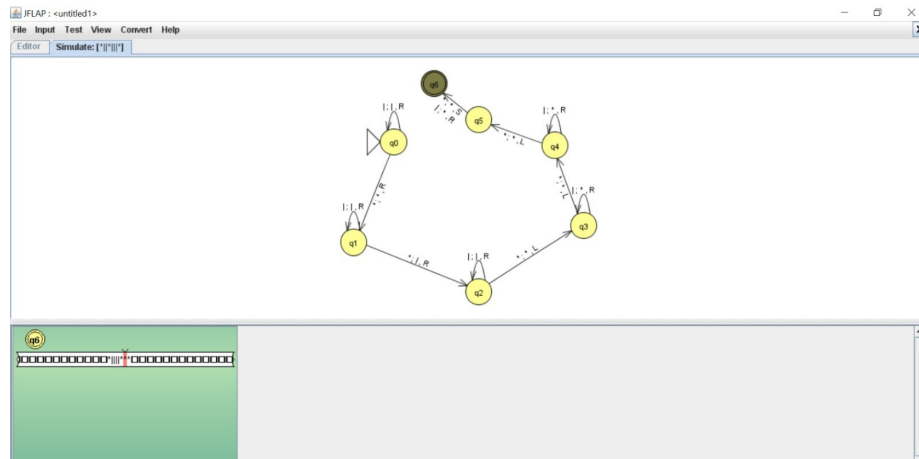 JFLAP : <untitled1>
File Input Test View Convert Help
Editor Simulate: [*||*|||*]
q6
*; *, S
|; *, R
q5
|; *, R
|; |, R
q0
*; *, L
q4
*; *, R
*; *, L
|; *, R
|; |, R
q3
q1
*; |, R
|; |, R
*; *, L
q2
q6